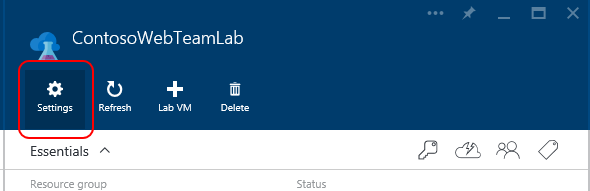 ContosoWebTeamLab
Settings Refresh Lab VM Delete
Essentials
Resource group Status